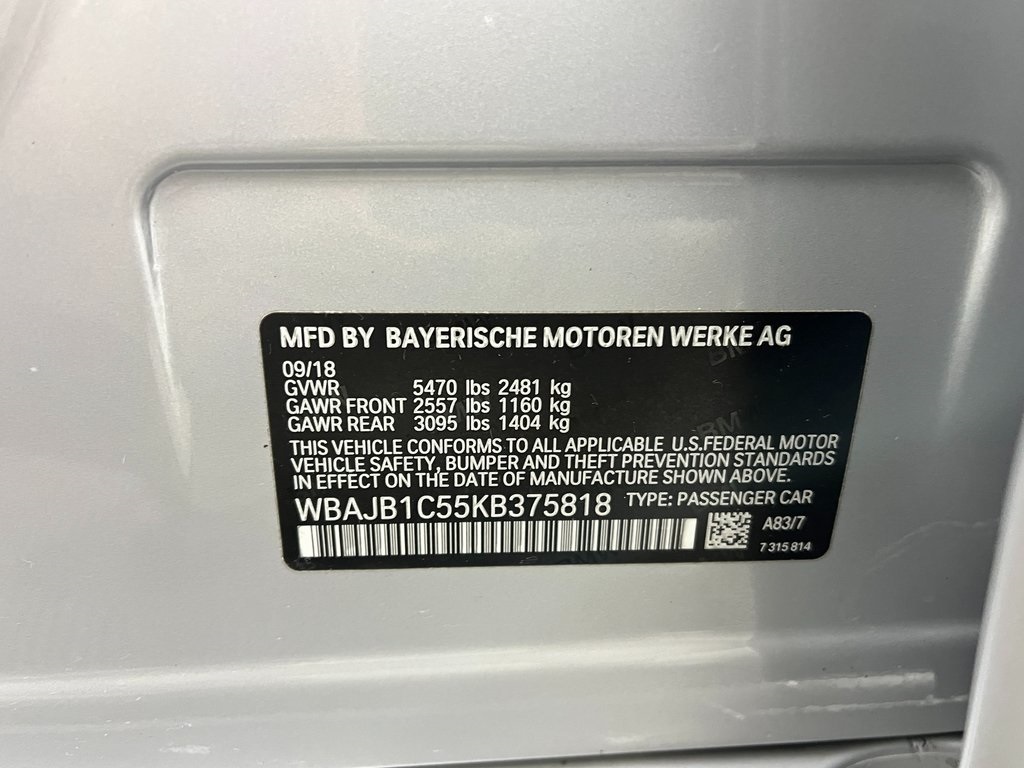 MFD BY BAYERISCHE MOTOREN WERKE AG
09/18
GVWR 5470 lbs 2481 kg
GAWR FRONT 2557 lbs 1160 kg
GAWR REAR 3095 lbs 1404 kg
THIS VEHICLE CONFORMS TO ALL APPLICABLE U.S.FEDERAL MOTOR
VEHICLE SAFETY, BUMPER AND THEFT PREVENTION STANDARDS
IN EFFECT ON THE DATE OF MANUFACTURE SHOWN ABOVE.
WBAJB1C55KB375818 TYPE: PASSENGER CAR
A83/7
7 315 814